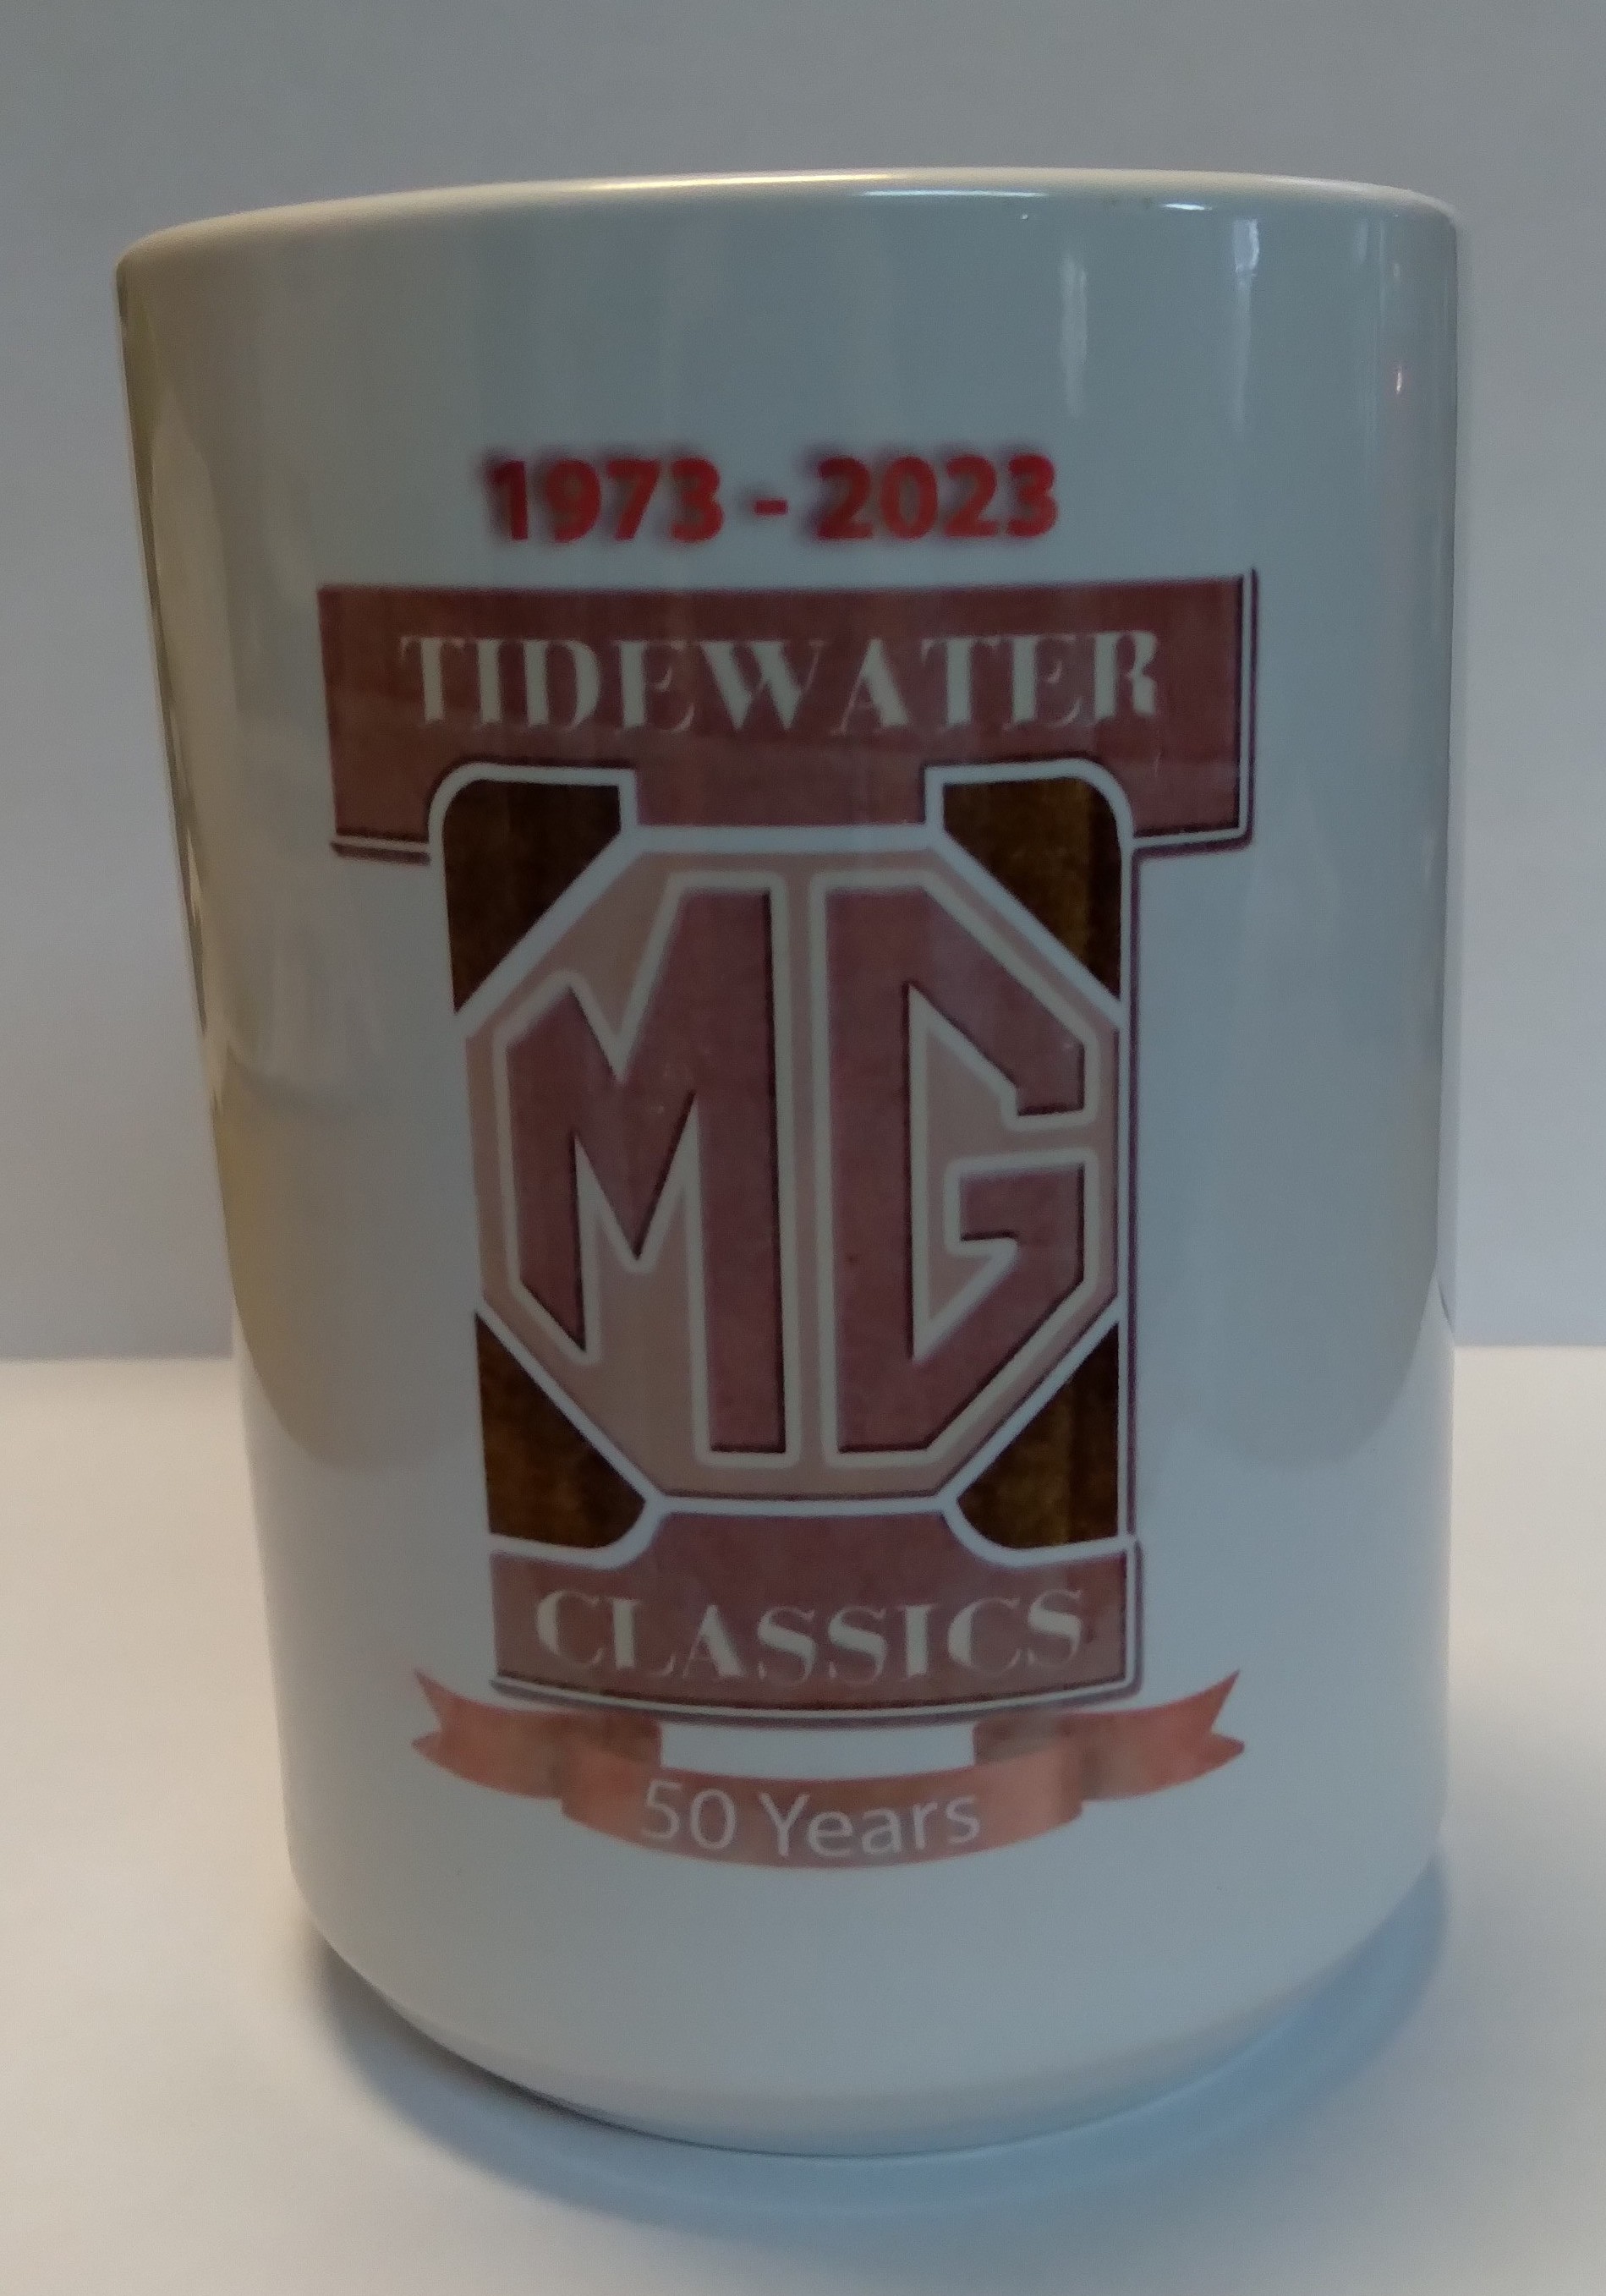 1973 - 2023
TIDEWATER
MG
CLASSICS
50 Years